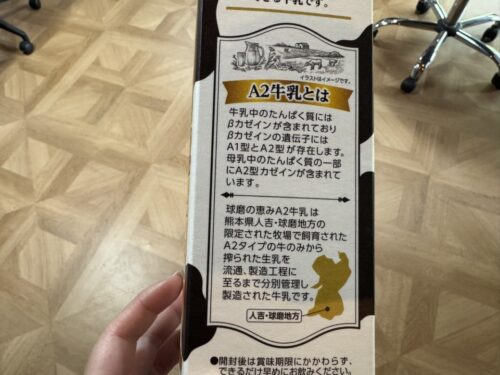 できる牛乳です。
イラストはイメージです。
A2牛乳とは
牛乳中のたんぱく質には
βカゼインが含まれており
βカゼインの遺伝子には
A1型とA2型が存在します。
母乳中のたんぱく質の一部
にA2型カゼインが含まれて
います。
球磨の恵みA2牛乳は
熊本県人吉・球磨地方の
限定された牧場で飼育された
A2タイプの牛のみから
搾られた生乳を
流通、製造工程に
至るまで分別管理し
製造された牛乳です。
人吉・球磨地方
●開封後は賞味期限にかかわらず、
できるだけ早めにお飲みください。